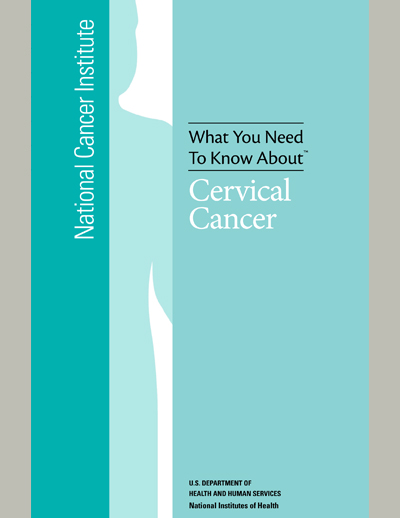 National Cancer Institute
What You Need
To Know About™
Cervical
Cancer
U.S. DEPARTMENT OF
HEALTH AND HUMAN SERVICES
National Institutes of Health